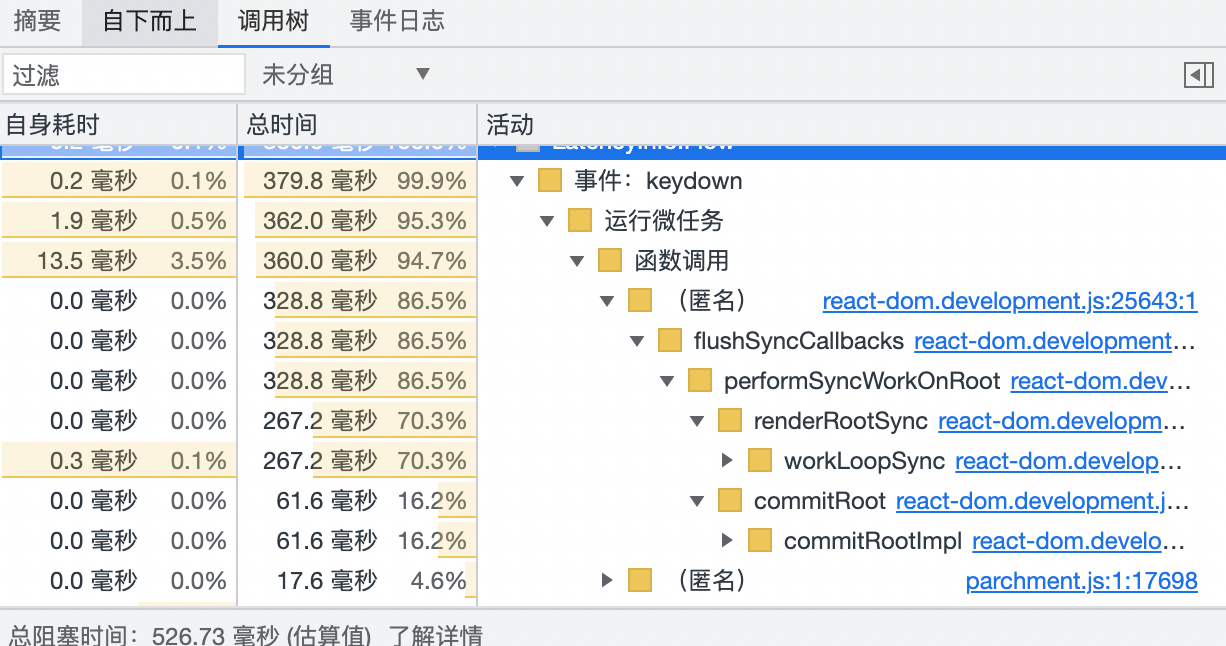 摘要 自下而上 调用树 事件日志
过滤 未分组
自身耗时 总时间 活动
0.2 毫秒 0.1% 379.8 毫秒 99.9% 事件：keydown
1.9 毫秒 0.5% 362.0 毫秒 95.3% 运行微任务
13.5 毫秒 3.5% 360.0 毫秒 94.7% 函数调用
0.0 毫秒 0.0% 328.8 毫秒 86.5% （匿名） react-dom.development.js:25643:1
0.0 毫秒 0.0% 328.8 毫秒 86.5% flushSyncCallbacks react-dom.development…
0.0 毫秒 0.0% 328.8 毫秒 86.5% performSyncWorkOnRoot react-dom.dev…
0.0 毫秒 0.0% 267.2 毫秒 70.3% renderRootSync react-dom.developm…
0.3 毫秒 0.1% 267.2 毫秒 70.3% workLoopSync react-dom.develop…
0.0 毫秒 0.0% 61.6 毫秒 16.2% commitRoot react-dom.development.j…
0.0 毫秒 0.0% 61.6 毫秒 16.2% commitRootImpl react-dom.develo…
0.0 毫秒 0.0% 17.6 毫秒 4.6% （匿名） parchment.js:1:17698
总阻塞时间：526.73 毫秒 (估算值) 了解详情